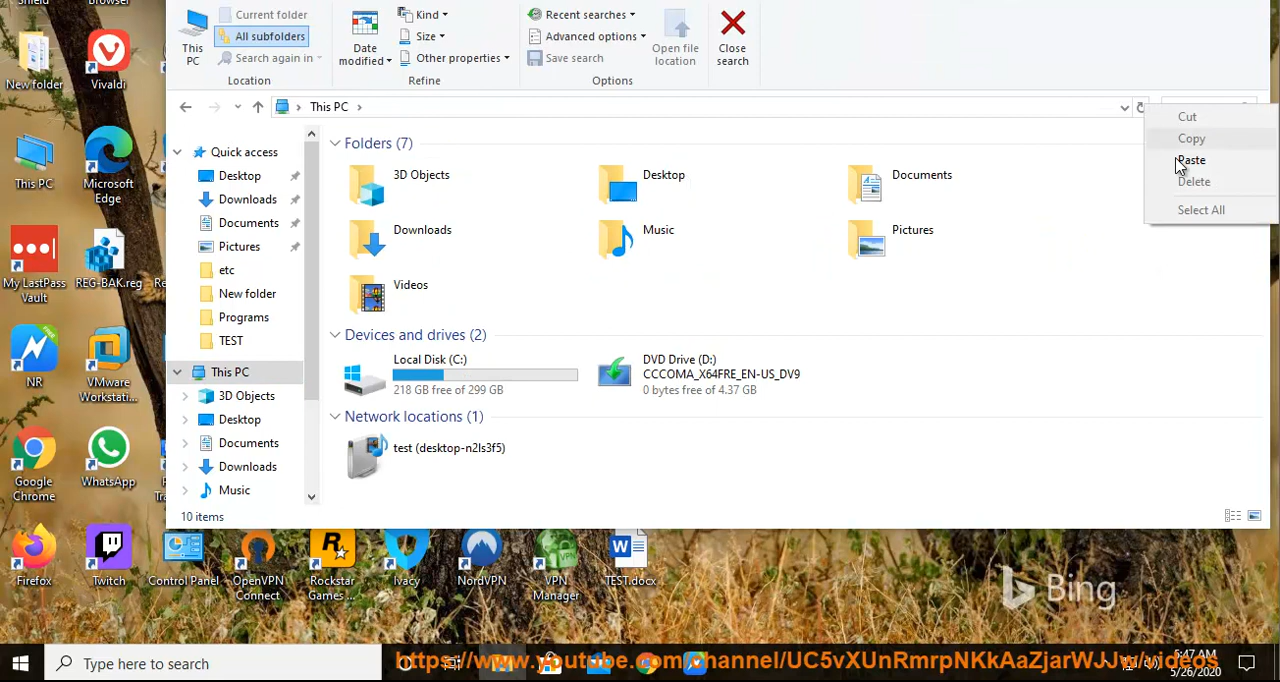 Shield
Browser
New folder
Vivaldi
This PC
Microsoft
Edge
My LastPass
Vault
REG-BAK.reg
NR
VMware
Workstati...
Google
Chrome
WhatsApp
Firefox
Twitch
Control Panel
OpenVPN
Connect
Rockstar
Games ...
Ivacy
NordVPN
VPN
Manager
TEST.docx
This
PC
Current folder
All subfolders
Search again in
Location
Date
modified
Kind
Size
Other properties
Refine
Recent searches
Advanced options
Save search
Open file
location
Options
Close
search
This PC
Cut
Copy
Paste
Delete
Select All
Quick access
Desktop
Downloads
Documents
Pictures
etc
New folder
Programs
TEST
This PC
3D Objects
Desktop
Documents
Downloads
Music
Folders (7)
3D Objects
Desktop
Documents
Downloads
Music
Pictures
Videos
Devices and drives (2)
Local Disk (C:)
218 GB free of 299 GB
DVD Drive (D:)
CCCOMA_X64FRE_EN-US_DV9
0 bytes free of 4.37 GB
Network locations (1)
test (desktop-n2ls3f5)
10 items
Bing
Type here to search
https://www.youtube.com/channel/UC5vXUnRmrpNKkAaZjarWJJw/videos
5:47 AM
5/26/2020